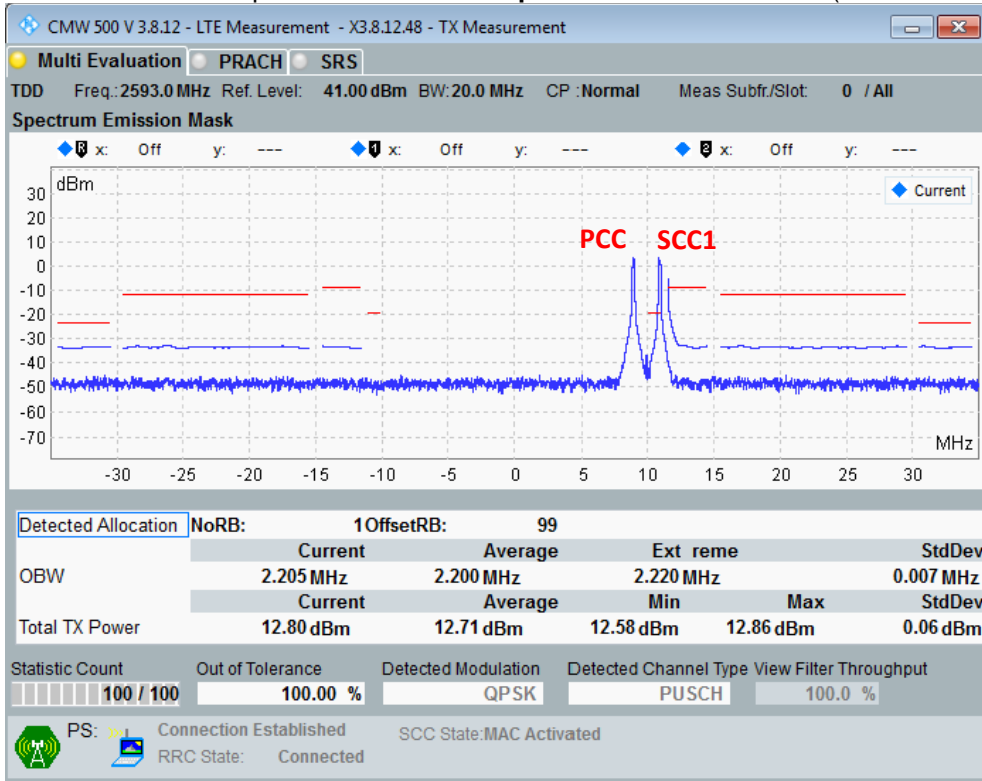 CMW 500 V 3.8.12 - LTE Measurement - X3.8.12.48 - TX Measurement
Multi Evaluation PRACH SRS
TDD Freq.: 2593.0 MHz Ref. Level: 41.00 dBm BW: 20.0 MHz CP : Normal Meas Subfr./Slot: 0 / All
Spectrum Emission Mask
R x: Off y: --- 1 x: Off y: --- 2 x: Off y: ---
dBm
Current
30
20
10
0
-10
-20
-30
-40
-50
-60
-70
PCC SCC1
MHz
-30 -25 -20 -15 -10 -5 0 5 10 15 20 25 30
Detected Allocation NoRB: 1 OffsetRB: 99
Current Average Ext reme StdDev
OBW 2.205 MHz 2.200 MHz 2.220 MHz 0.007 MHz
Current Average Min Max StdDev
Total TX Power 12.80 dBm 12.71 dBm 12.58 dBm 12.86 dBm 0.06 dBm
Statistic Count Out of Tolerance Detected Modulation Detected Channel Type View Filter Throughput
100 / 100 100.00 % QPSK PUSCH 100.0 %
PS: Connection Established SCC State: MAC Activated
RRC State: Connected